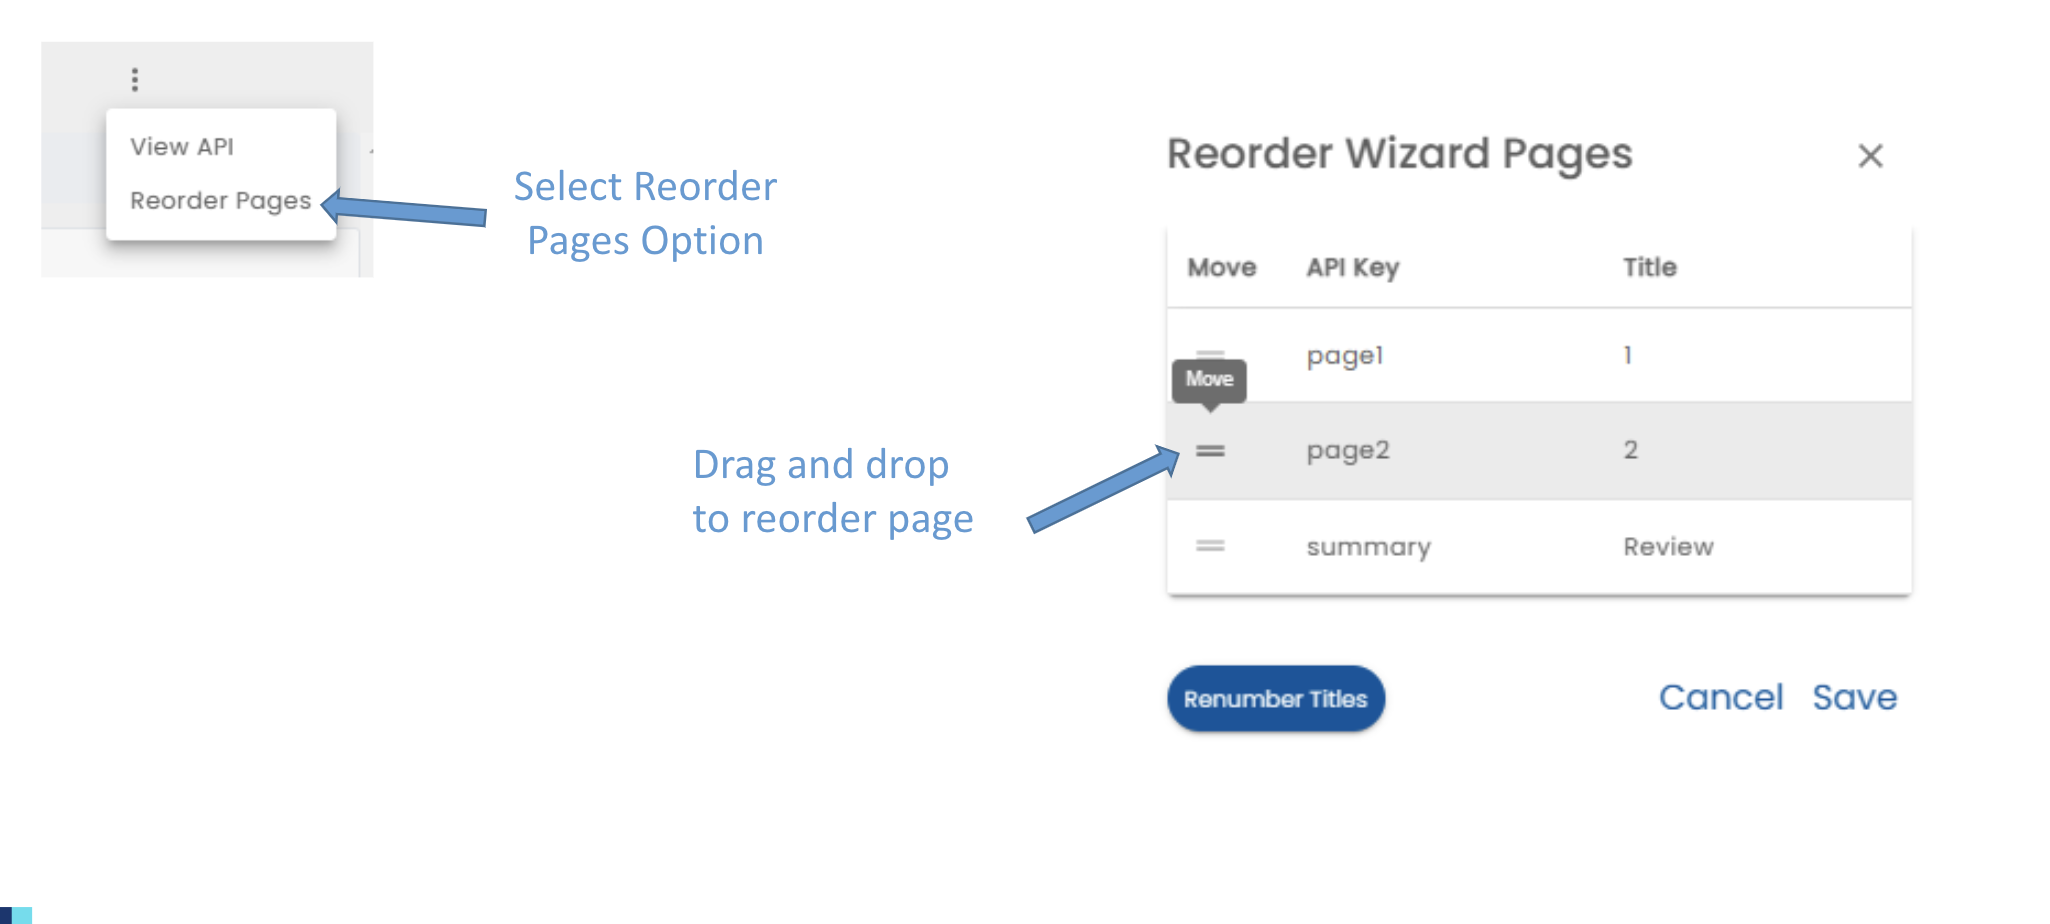 View API
Reorder Pages
Select Reorder
Pages Option
Reorder Wizard Pages
Move API Key Title
page1 1
Move
page2 2
Drag and drop
to reorder page
summary Review
Renumber Titles Cancel Save